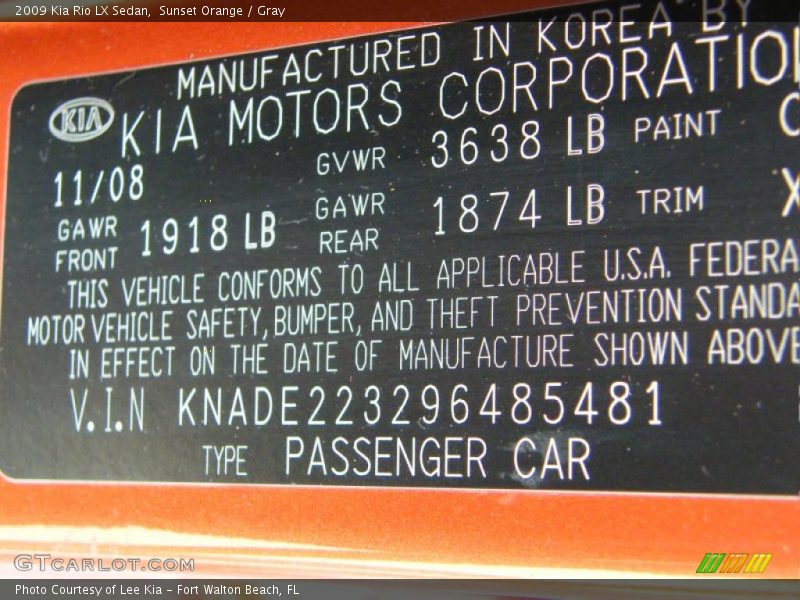 2009 Kia Rio LX Sedan,  Sunset Orange / Gray
MANUFACTURED IN KOREA BY
KIA KIA MOTORS CORPORATION
11/08 GVWR 3638 LB PAINT
GAWR FRONT 1918 LB GAWR REAR 1874 LB TRIM X
THIS VEHICLE CONFORMS TO ALL APPLICABLE U.S.A. FEDERA
MOTOR VEHICLE SAFETY, BUMPER, AND THEFT PREVENTION STANDA
IN EFFECT ON THE DATE OF MANUFACTURE SHOWN ABOVE
V.I.N KNADE223296485481
TYPE PASSENGER CAR
GTCARLOT.COM
Photo Courtesy of Lee Kia - Fort Walton Beach, FL